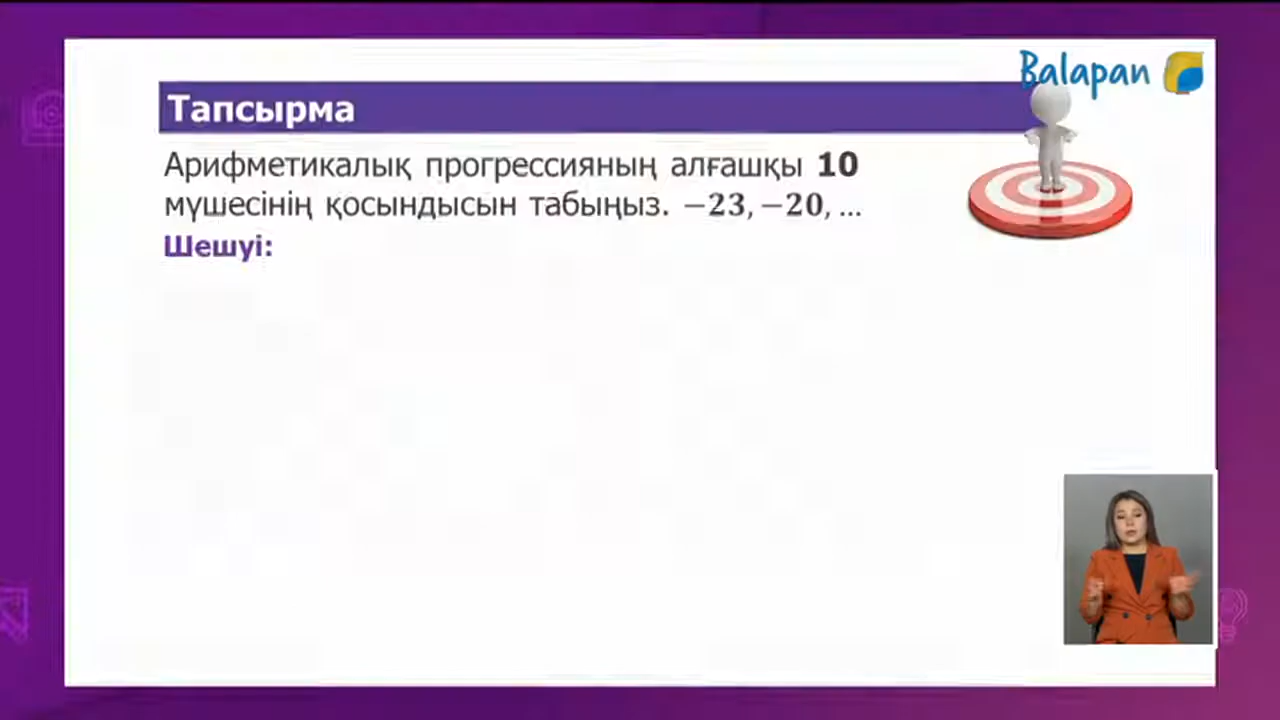 Balapan
Тапсырма
Арифметикалық прогрессияның алғашқы 10
мүшесінің қосындысын табыңыз. −23, −20, ...
Шешуі: